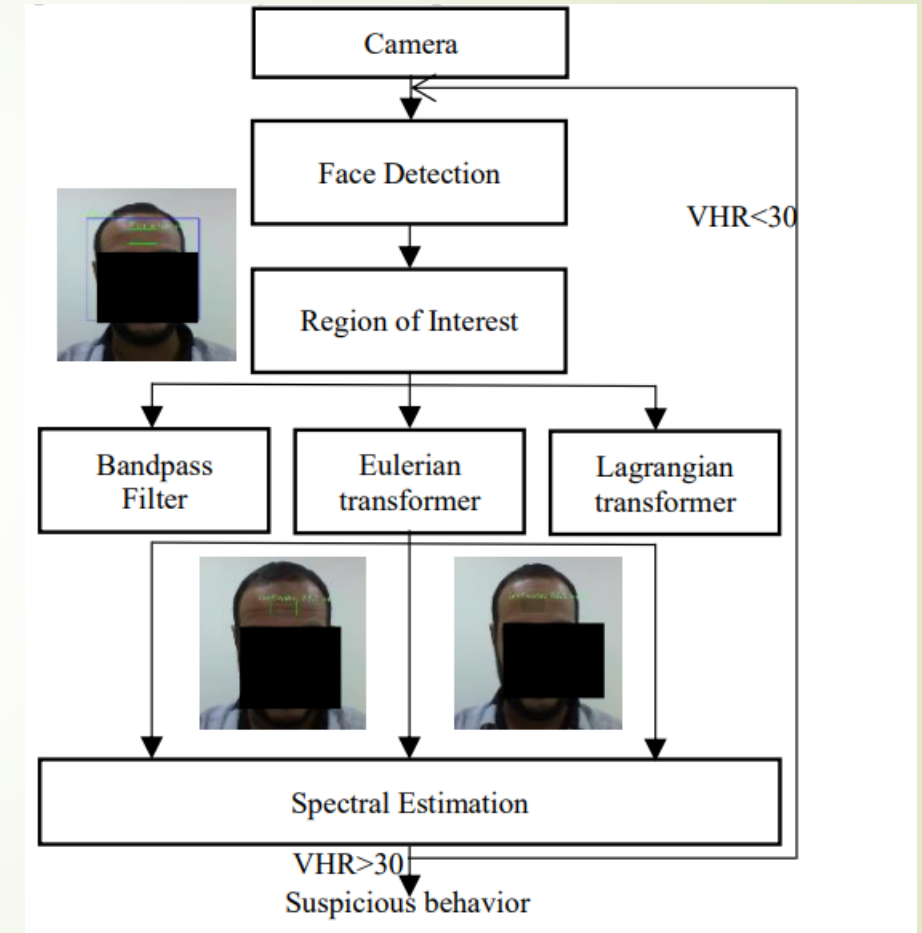 Camera
Face Detection
VHR<30
Region of Interest
Bandpass
Filter
Eulerian
transformer
Lagrangian
transformer
Spectral Estimation
VHR>30
Suspicious behavior